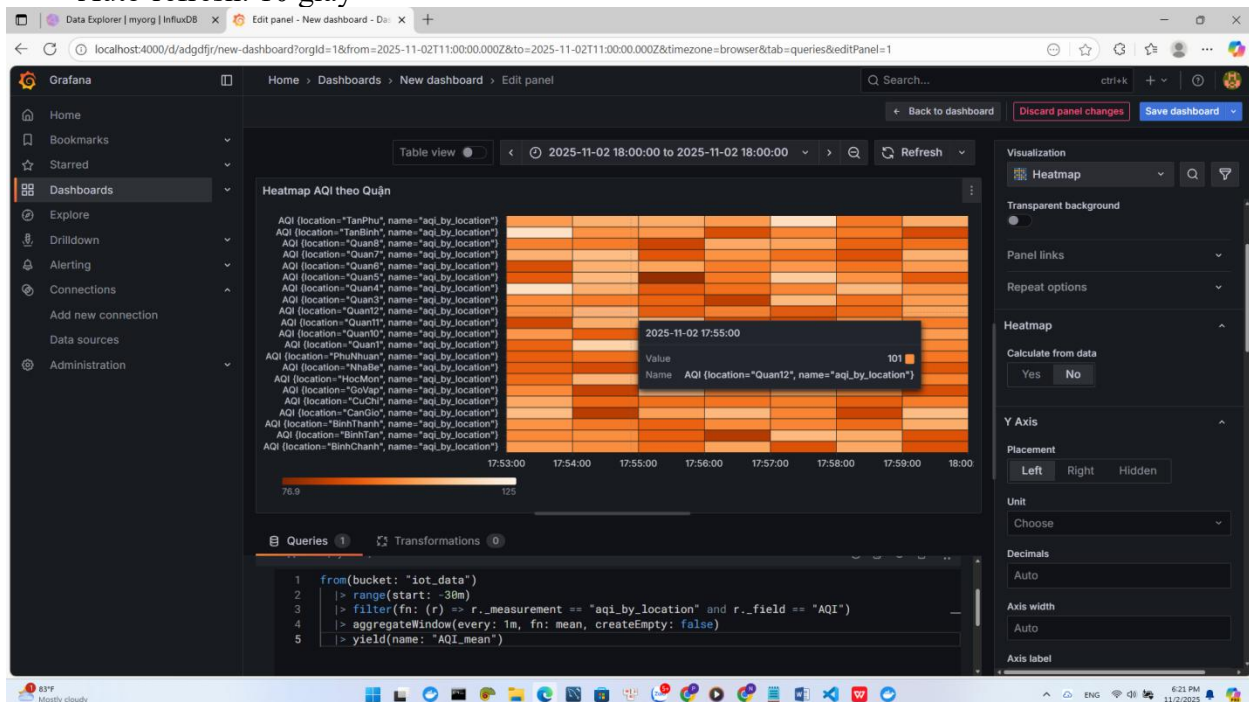 Auto-refresh: 10 giây
Data Explorer | myorg | InfluxDB
Edit panel - New dashboard - Da
localhost:4000/d/adgdfjr/new-dashboard?orgId=1&from=2025-11-02T11:00:00.000Z&to=2025-11-02T11:00:00.000Z&timezone=browser&tab=queries&editPanel=1
Grafana
Home › Dashboards › New dashboard › Edit panel
Search...
ctrl+k
Home
Bookmarks
Starred
Dashboards
Explore
Drilldown
Alerting
Connections
Add new connection
Data sources
Administration
Back to dashboard
Discard panel changes
Save dashboard
Table view
2025-11-02 18:00:00 to 2025-11-02 18:00:00
Refresh
Heatmap AQI theo Quận
AQI {location="TanPhu", name="aqi_by_location"}
AQI {location="TanBinh", name="aqi_by_location"}
AQI {location="Quan8", name="aqi_by_location"}
AQI {location="Quan7", name="aqi_by_location"}
AQI {location="Quan6", name="aqi_by_location"}
AQI {location="Quan5", name="aqi_by_location"}
AQI {location="Quan4", name="aqi_by_location"}
AQI {location="Quan3", name="aqi_by_location"}
AQI {location="Quan12", name="aqi_by_location"}
AQI {location="Quan11", name="aqi_by_location"}
AQI {location="Quan10", name="aqi_by_location"}
AQI {location="Quan1", name="aqi_by_location"}
AQI {location="PhuNhuan", name="aqi_by_location"}
AQI {location="NhaBe", name="aqi_by_location"}
AQI {location="HocMon", name="aqi_by_location"}
AQI {location="GoVap", name="aqi_by_location"}
AQI {location="CuChi", name="aqi_by_location"}
AQI {location="CanGio", name="aqi_by_location"}
AQI {location="BinhThanh", name="aqi_by_location"}
AQI {location="BinhTan", name="aqi_by_location"}
AQI {location="BinhChanh", name="aqi_by_location"}
2025-11-02 17:55:00
Value 101
Name AQI {location="Quan12", name="aqi_by_location"}
17:53:00 17:54:00 17:55:00 17:56:00 17:57:00 17:58:00 17:59:00 18:00:
76.9 125
Queries 1
Transformations 0
1 from(bucket: "iot_data")
2 |> range(start: -30m)
3 |> filter(fn: (r) => r._measurement == "aqi_by_location" and r._field == "AQI")
4 |> aggregateWindow(every: 1m, fn: mean, createEmpty: false)
5 |> yield(name: "AQI_mean")
Visualization
Heatmap
Transparent background
Panel links
Repeat options
Heatmap
Calculate from data
Yes No
Y Axis
Placement
Left Right Hidden
Unit
Choose
Decimals
Auto
Axis width
Auto
Axis label
83°F
Mostly cloudy
ENG
6:21 PM
11/2/2025